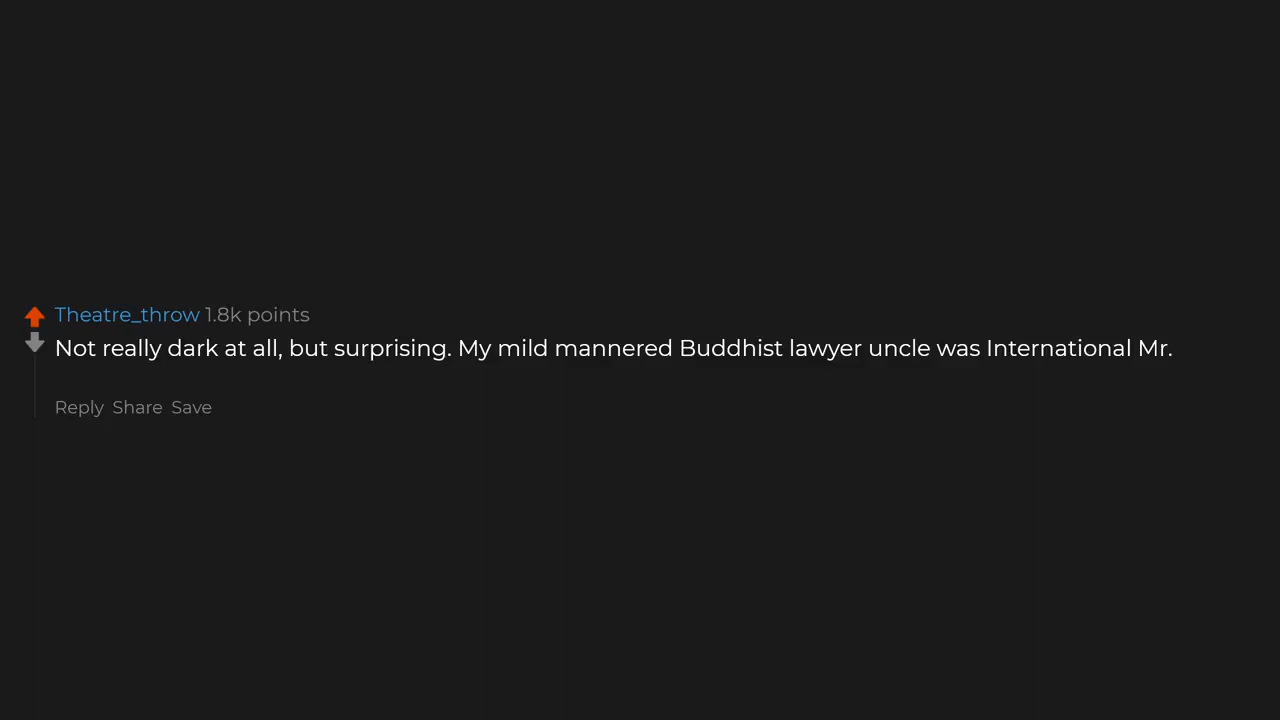 Theatre_throw 1.8k points
Not really dark at all, but surprising. My mild mannered Buddhist lawyer uncle was International Mr.
Reply Share Save